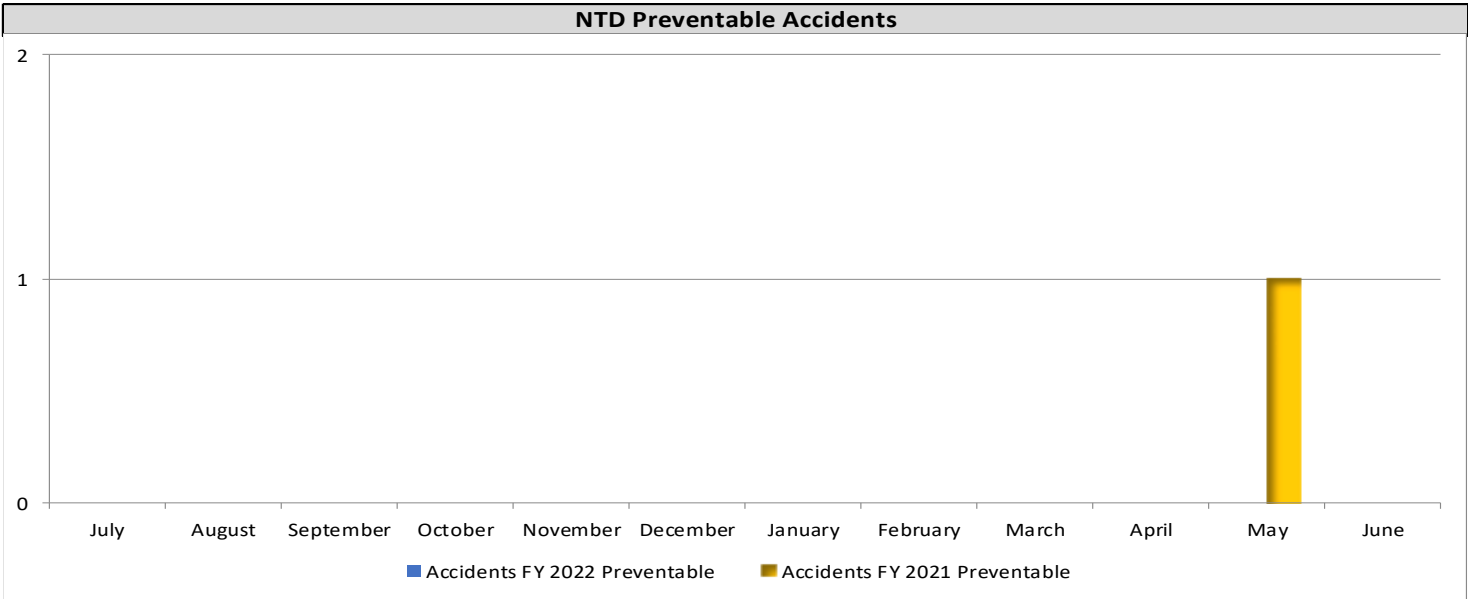 NTD Preventable Accidents
2
1
0
July August September October November December January February March April May June
Accidents FY 2022 Preventable Accidents FY 2021 Preventable